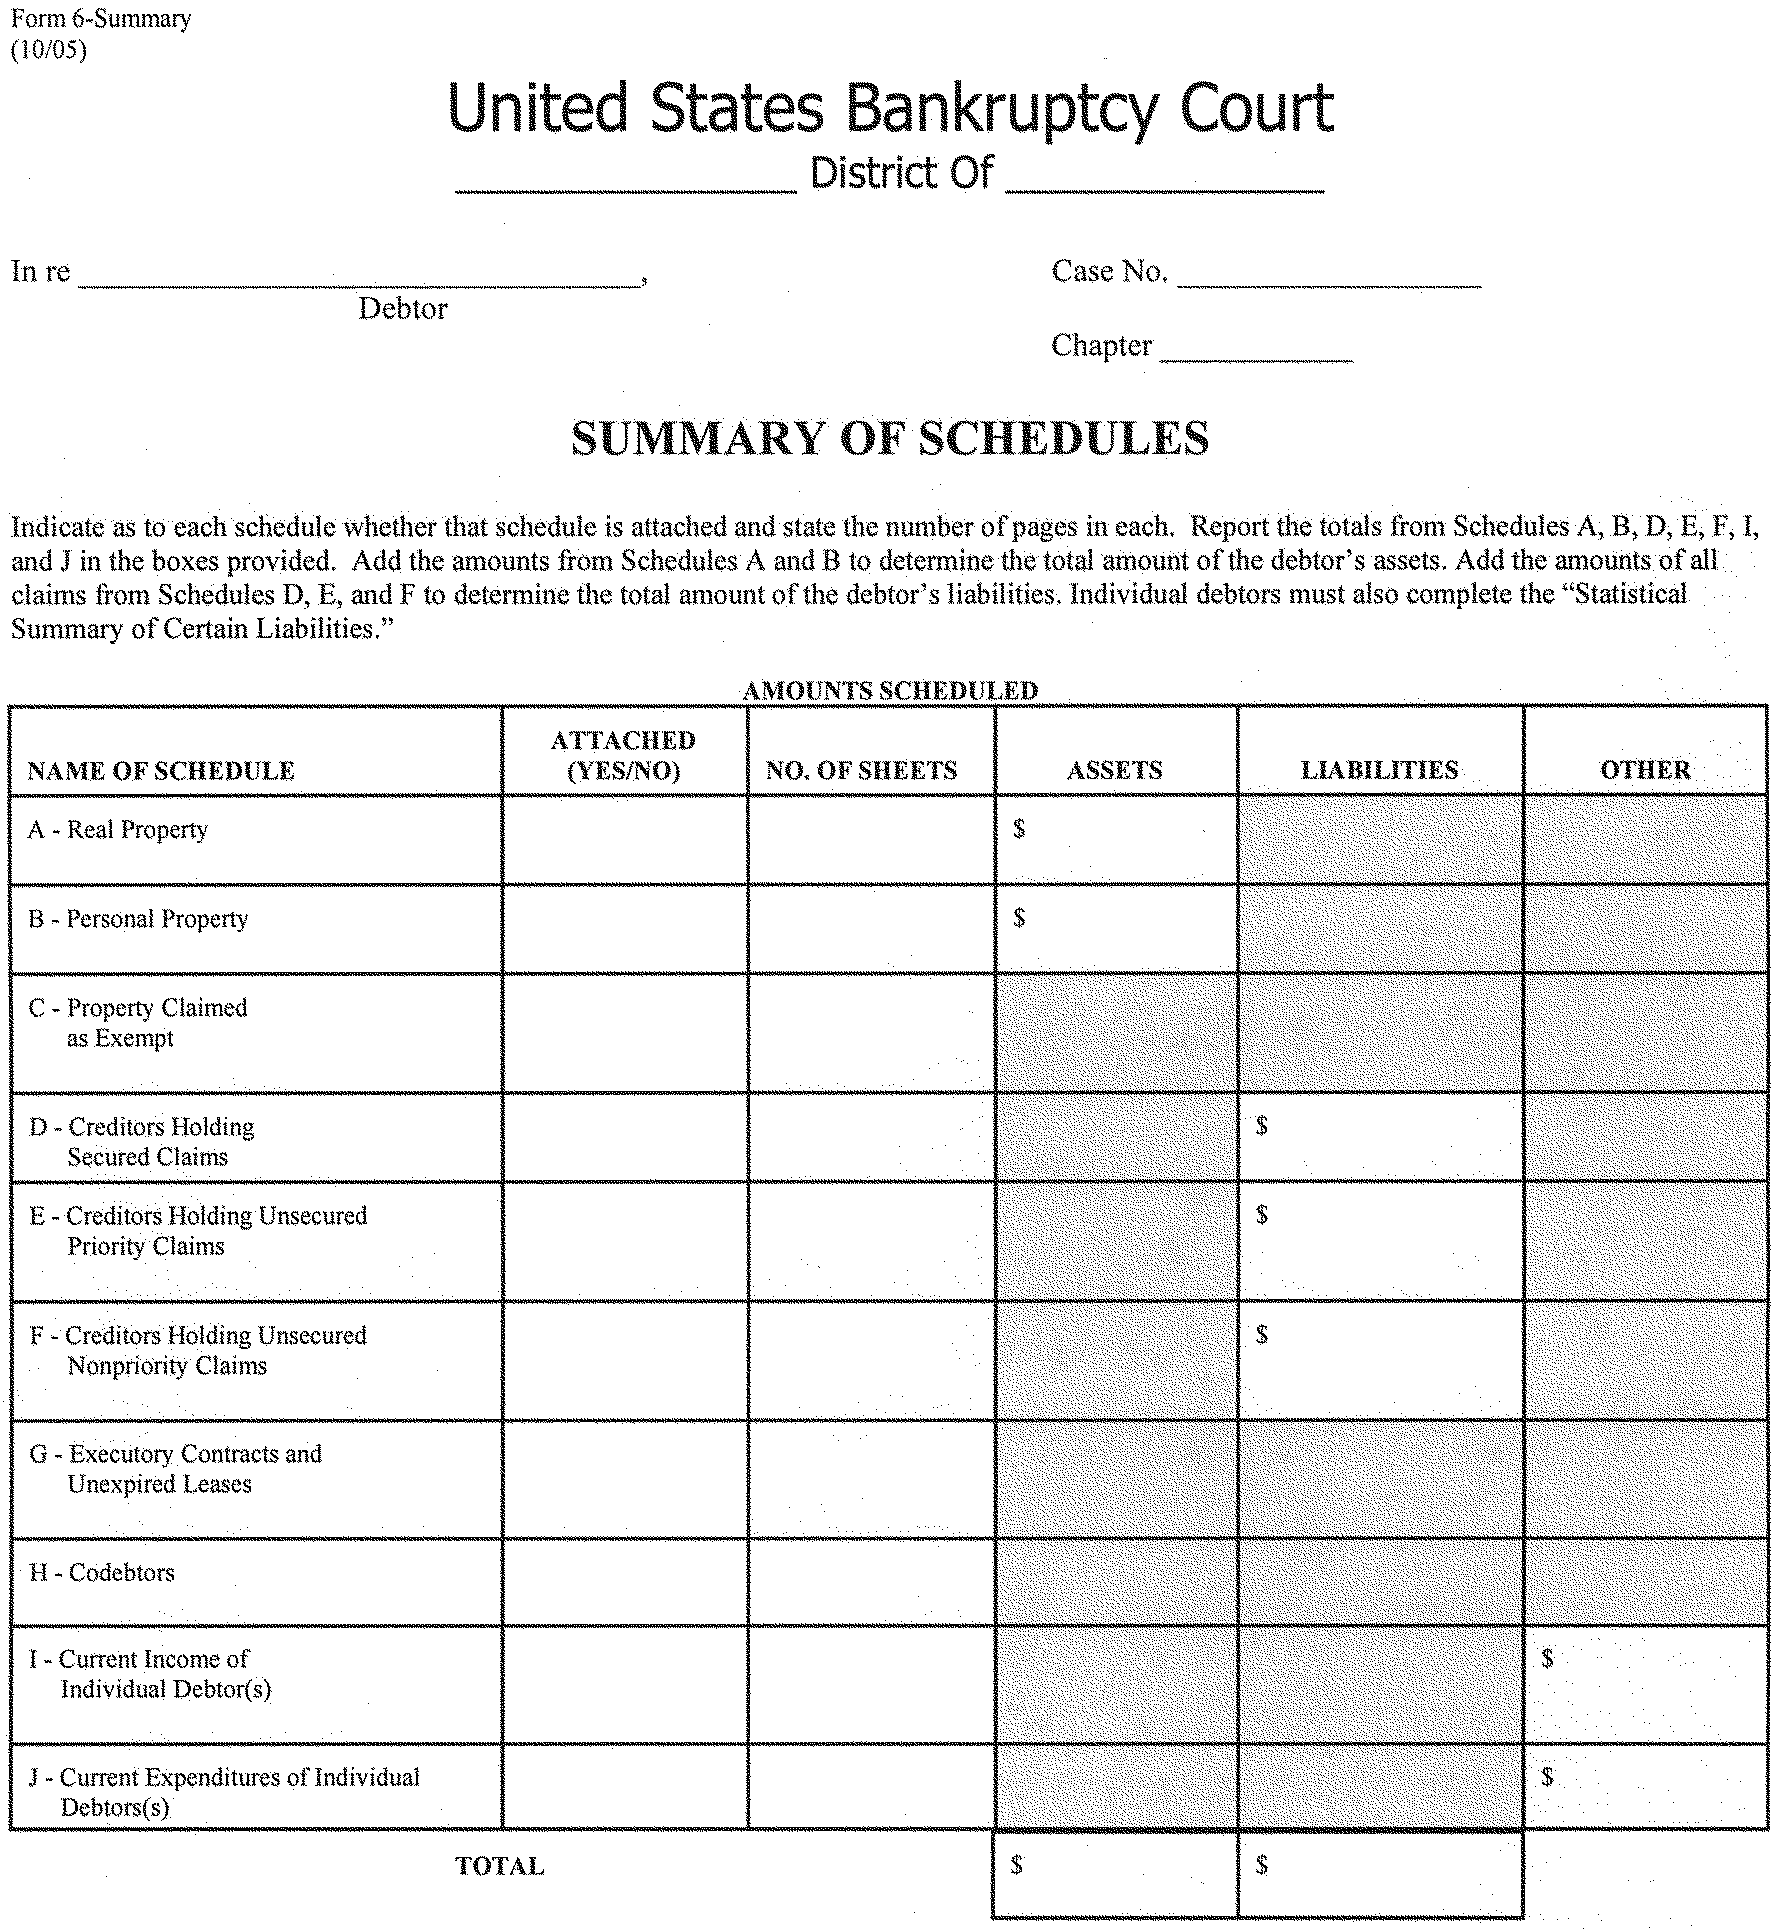 Form 6-Summary
(10/05)
United States Bankruptcy Court
_______________ District Of _______________
In re _______________, Case No. _______________
Debtor
Chapter _______________
SUMMARY OF SCHEDULES
Indicate as to each schedule whether that schedule is attached and state the number of pages in each. Report the totals from Schedules A, B, D, E, F, I,
and J in the boxes provided. Add the amounts from Schedules A and B to determine the total amount of the debtor’s assets. Add the amounts of all
claims from Schedules D, E, and F to determine the total amount of the debtor’s liabilities. Individual debtors must also complete the “Statistical
Summary of Certain Liabilities.”
AMOUNTS SCHEDULED
ATTACHED
NAME OF SCHEDULE (YES/NO) NO. OF SHEETS ASSETS LIABILITIES OTHER
A - Real Property $
B - Personal Property $
C - Property Claimed
as Exempt
D - Creditors Holding $
Secured Claims
E - Creditors Holding Unsecured $
Priority Claims
F - Creditors Holding Unsecured $
Nonpriority Claims
G - Executory Contracts and
Unexpired Leases
H - Codebtors
I - Current Income of $
Individual Debtor(s)
J - Current Expenditures of Individual $
Debtors(s)
TOTAL $ $